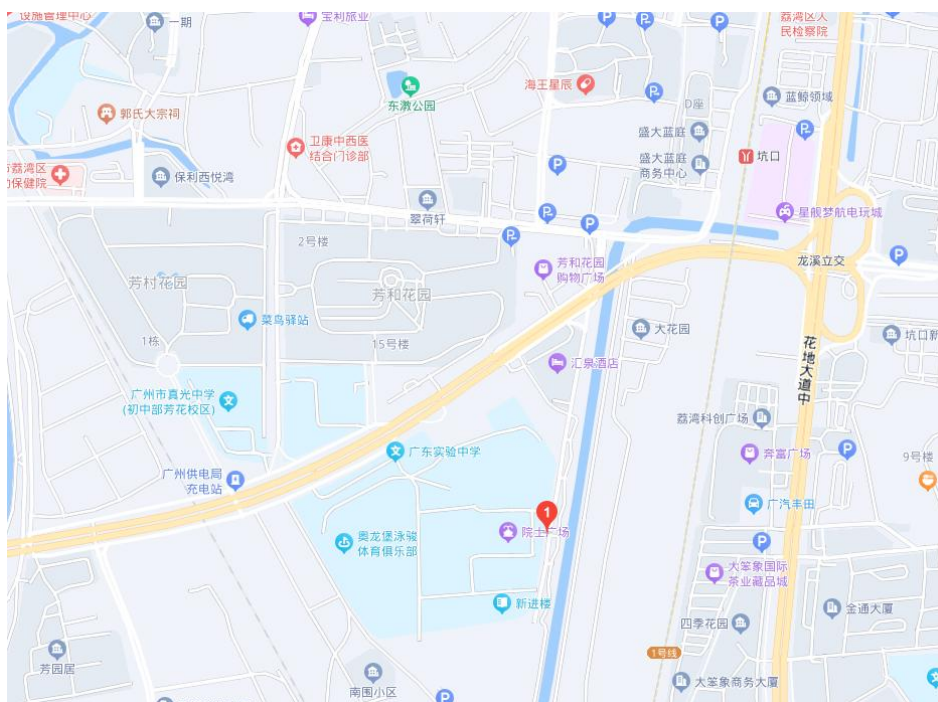 设施管理中心
一期
宝利旅业
荔湾区人
民检察院
东漖公园
海王星辰
D座
蓝鲸领域
郭氏大宗祠
卫康中西医
结合门诊部
盛大蓝庭
盛大蓝庭
商务中心
坑口
荔湾区
保利西悦湾
翠荷轩
星舰梦航电玩城
2号楼
芳和花园
购物广场
龙溪立交
芳村花园
芳和花园
菜鸟驿站
大花园
坑口新
1栋
15号楼
汇泉酒店
花地大道中
广州市真光中学
(初中部芳花校区)
荔湾科创广场
广东实验中学
奔富广场
9号楼
广州供电局
充电站
广汽丰田
1
院士广场
奥龙堡泳骏
体育俱乐部
大笨象国际
茶业藏品城
新进楼
金通大厦
四季花园
1号线
芳园居
南围小区
大笨象商务大厦